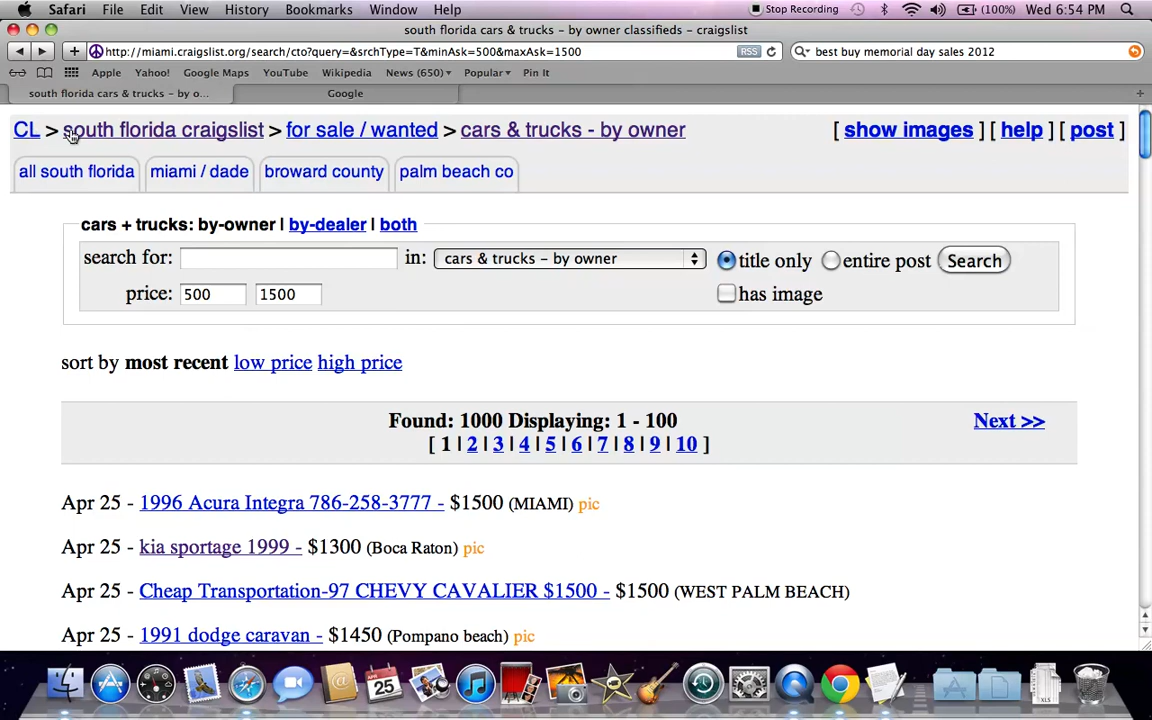 Safari File Edit View History Bookmarks Window Help Stop Recording (100%) Wed 6:54 PM
south florida cars & trucks - by owner classifieds - craigslist
http://miami.craigslist.org/search/cto?query=&srchType=T&minAsk=500&maxAsk=1500 RSS best buy memorial day sales 2012
Apple Yahoo! Google Maps YouTube Wikipedia News (650) Popular Pin It
south florida cars & trucks - by o... Google
CL > south florida craigslist > for sale / wanted > cars & trucks - by owner [ show images ] [ help ] [ post ]
all south florida miami / dade broward county palm beach co
cars + trucks: by-owner | by-dealer | both
search for: in: cars & trucks - by owner title only entire post Search
price: 500 1500 has image
sort by most recent low price high price
Found: 1000 Displaying: 1 - 100 Next >>
[ 1 | 2 | 3 | 4 | 5 | 6 | 7 | 8 | 9 | 10 ]
Apr 25 - 1996 Acura Integra 786-258-3777 - $1500 (MIAMI) pic
Apr 25 - kia sportage 1999 - $1300 (Boca Raton) pic
Apr 25 - Cheap Transportation-97 CHEVY CAVALIER $1500 - $1500 (WEST PALM BEACH)
Apr 25 - 1991 dodge caravan - $1450 (Pompano beach) pic
25
XLS